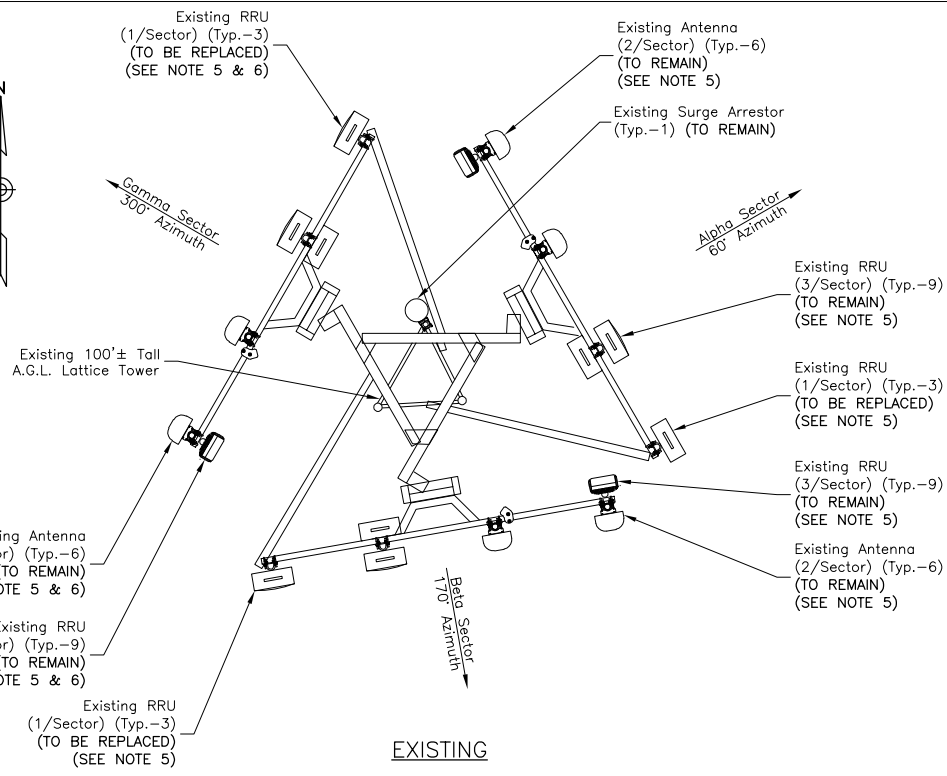 Existing RRU
(1/Sector) (Typ.-3)
(TO BE REPLACED)
(SEE NOTE 5 & 6)
Existing Antenna
(2/Sector) (Typ.-6)
(TO REMAIN)
(SEE NOTE 5)
Existing Surge Arrestor
(Typ.-1) (TO REMAIN)
N
Gamma Sector
300° Azimuth
Alpha Sector
60° Azimuth
Existing RRU
(3/Sector) (Typ.-9)
(TO REMAIN)
(SEE NOTE 5)
Existing 100'± Tall
A.G.L. Lattice Tower
Existing RRU
(1/Sector) (Typ.-3)
(TO BE REPLACED)
(SEE NOTE 5)
Existing RRU
(3/Sector) (Typ.-9)
(TO REMAIN)
(SEE NOTE 5)
Antenna
(Typ.-6)
(TO REMAIN)
5 & 6)
Existing Antenna
(2/Sector) (Typ.-6)
(TO REMAIN)
(SEE NOTE 5)
Beta Sector
170° Azimuth
RRU
(Typ.-9)
(TO REMAIN)
5 & 6)
Existing RRU
(1/Sector) (Typ.-3)
(TO BE REPLACED)
(SEE NOTE 5)
EXISTING